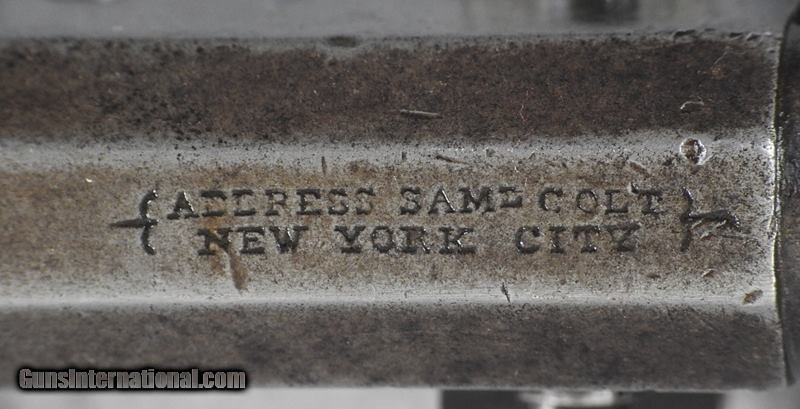 ADDRESS SAMᴸ COLT
NEW YORK CITY
GunsInternational.com